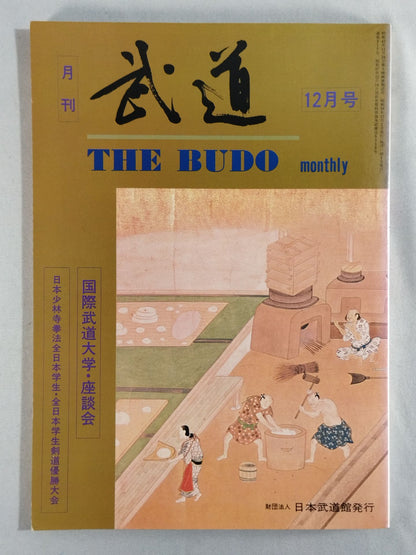 月刊
武道
12月号
THE BUDO monthly
国際武道大学・座談会
日本少林寺拳法全日本学生・全日本学生剣道優勝大会
財団法人 日本武道館発行